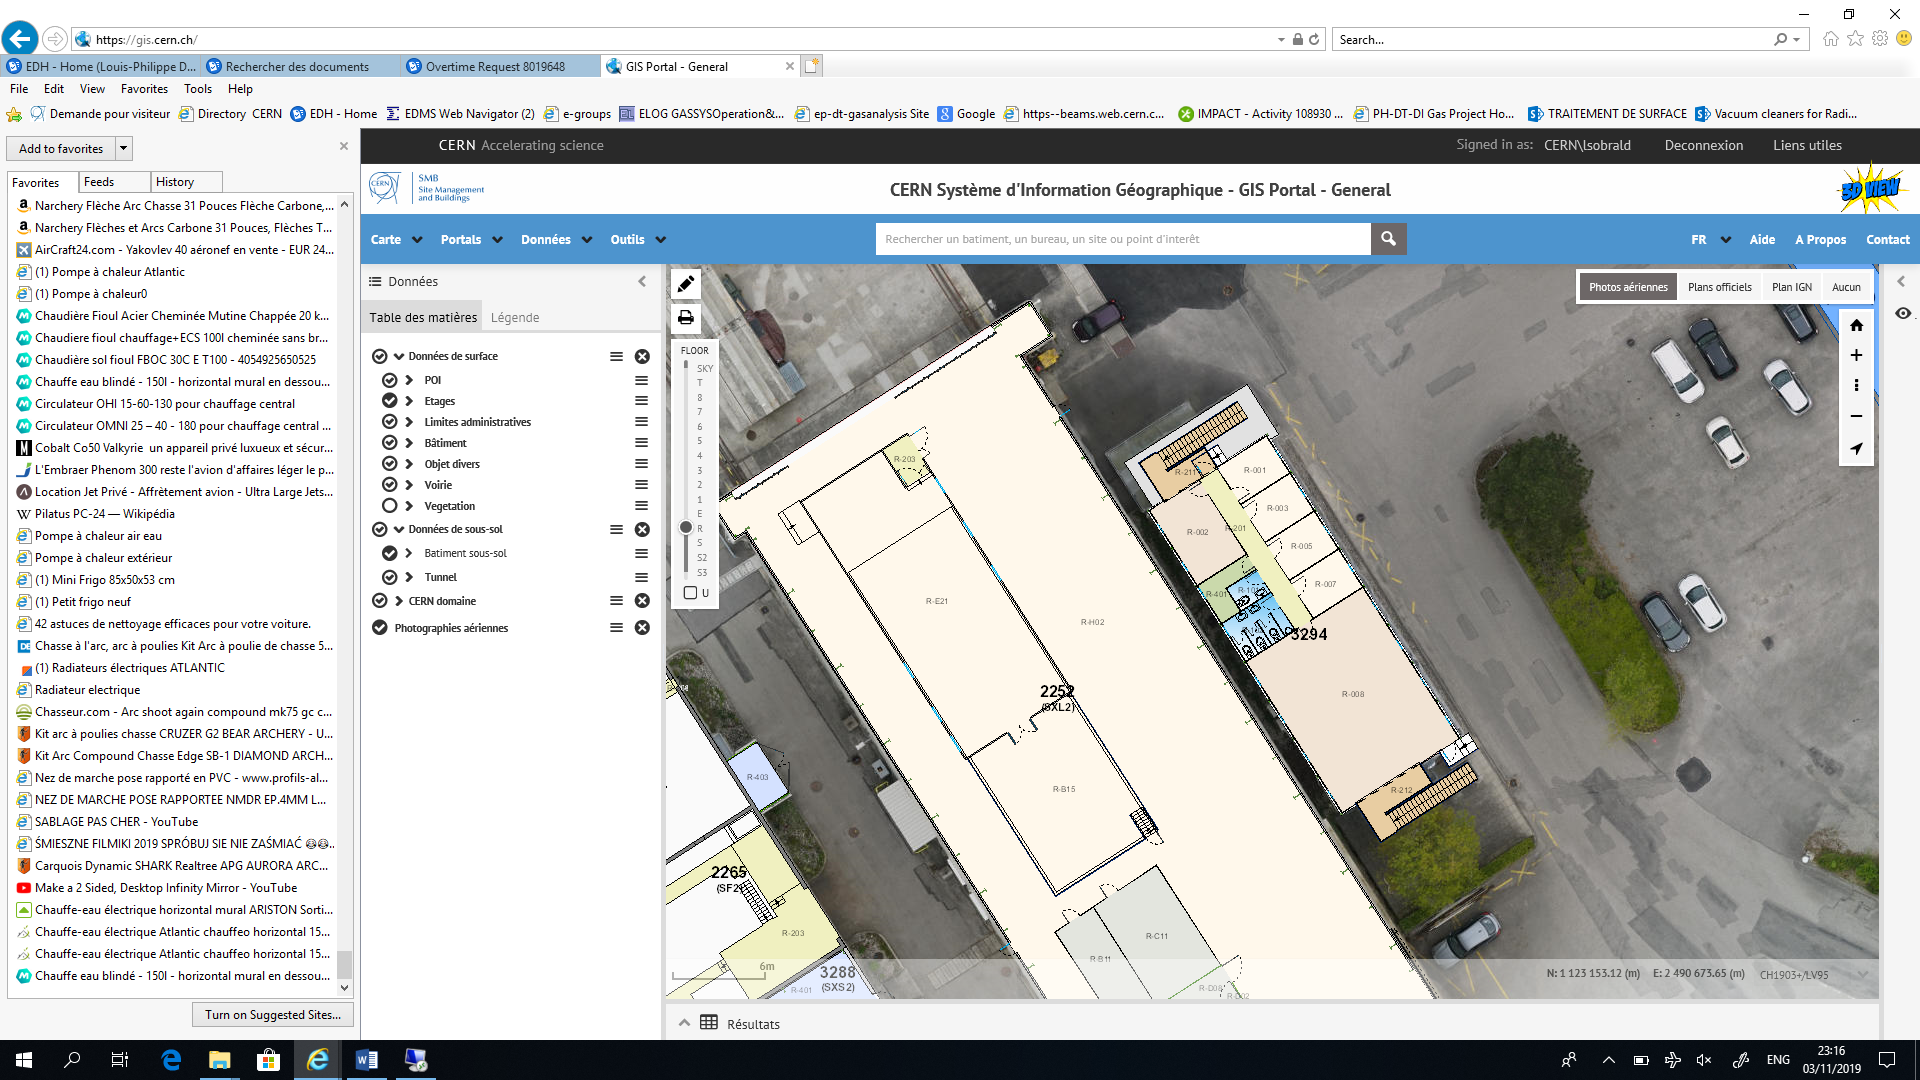 https://gis.cern.ch/
Search...
EDH - Home (Louis-Philippe D...
Rechercher des documents
Overtime Request 8019648
GIS Portal - General
File Edit View Favorites Tools Help
Demande pour visiteur
Directory CERN
EDH - Home
EDMS Web Navigator (2)
e-groups
ELOG GASSYSOperation&...
ep-dt-gasanalysis Site
Google
https--beams.web.cern.c...
IMPACT - Activity 108930 ...
PH-DT-DI Gas Project Ho...
TRAITEMENT DE SURFACE
Vacuum cleaners for Radi...
Add to favorites
Favorites Feeds History
Narchery Flèche Arc Chasse 31 Pouces Flèche Carbone,...
Narchery Flèches et Arcs Carbone 31 Pouces, Flèches T...
AirCraft24.com - Yakovlev 40 aéronef en vente - EUR 24...
(1) Pompe à chaleur Atlantic
(1) Pompe à chaleur0
Chaudière Fioul Acier Cheminée Mutine Chappée 20 k...
Chaudiere fioul chauffage+ECS 100l cheminée sans br...
Chaudière sol fioul FBOC 30C E T100 - 4054925650525
Chauffe eau blindé - 150l - horizontal mural en dessou...
Circulateur OHI 15-60-130 pour chauffage central
Circulateur OMNI 25 – 40 - 180 pour chauffage central ...
Cobalt Co50 Valkyrie un appareil privé luxueux et sécur...
L'Embraer Phenom 300 reste l'avion d'affaires léger le p...
Location Jet Privé - Affrètement avion - Ultra Large Jets...
Pilatus PC-24 — Wikipédia
Pompe à chaleur air eau
Pompe à chaleur extérieur
(1) Mini Frigo 85x50x53 cm
(1) Petit frigo neuf
42 astuces de nettoyage efficaces pour votre voiture.
Chasse à l'arc, arc à poulies Kit Arc à poulie de chasse 5...
(1) Radiateurs électriques ATLANTIC
Radiateur electrique
Chasseur.com - Arc shoot again compound mk75 gc c...
Kit arc à poulies chasse CRUZER G2 BEAR ARCHERY - U...
Kit Arc Compound Chasse Edge SB-1 DIAMOND ARCH...
Nez de marche pose rapporté en PVC - www.profils-al...
NEZ DE MARCHE POSE RAPPORTEE NMDR EP.4MM L...
SABLAGE PAS CHER - YouTube
ŚMIESZNE FILMIKI 2019 SPRÓBUJ SIE NIE ZAŚMIAĆ 😂😂..
Carquois Dynamic SHARK Realtree APG AURORA ARC...
Make a 2 Sided, Desktop Infinity Mirror - YouTube
Chauffe-eau électrique horizontal mural ARISTON Sorti...
Chauffe-eau électrique Atlantic chauffeo horizontal 15...
Chauffe-eau électrique Atlantic chauffeo horizontal 15...
Chauffe eau blindé - 150l - horizontal mural en dessou...
Turn on Suggested Sites...
CERN Accelerating science
Signed in as: CERN\lsobrald Deconnexion Liens utiles
CERN
SMB
Site Management
and Buildings
CERN Système d'Information Géographique - GIS Portal - General
3D VIEW
Carte Portals Données Outils
Rechercher un batiment, un bureau, un site ou point d'interêt
FR Aide A Propos Contact
Données
Table des matières Légende
Données de surface
POI
Etages
Limites administratives
Bâtiment
Objet divers
Voirie
Vegetation
Données de sous-sol
Batiment sous-sol
Tunnel
CERN domaine
Photographies aériennes
FLOOR
SKY
T
8
7
6
5
4
3
2
1
E
R
S
S2
S3
U
Photos aériennes Plans officiels Plan IGN Aucun
R-203
R-211
R-001
R-003
R-002
R-201
R-005
R-007
R-401
R-E21
R-H02
3294
2252
(SXL2)
R-008
R-403
R-B15
R-212
2265
(SF2)
R-203
R-C11
R-B11
3288
(SXS2)
R-401
R-D02
6m
N: 1 123 153.12 (m) E: 2 490 673.65 (m) CH1903+/LV95
Résultats
ENG
23:16
03/11/2019